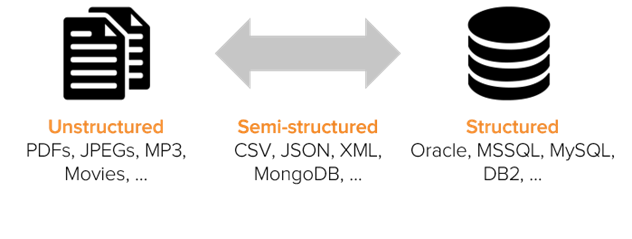 Unstructured
PDFs, JPEGs, MP3,
Movies, ...
Semi-structured
CSV, JSON, XML,
MongoDB, ...
Structured
Oracle, MSSQL, MySQL,
DB2, ...